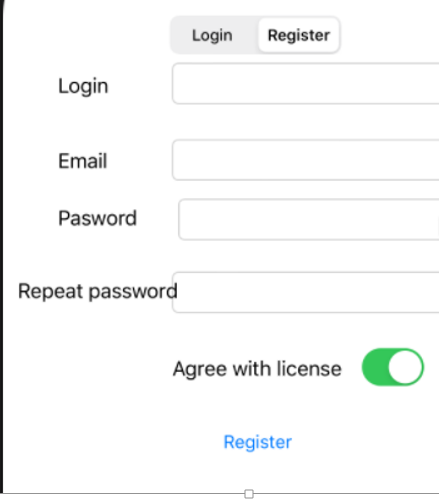 Login Register
Login
Email
Pasword
Repeat password
Agree with license
Register